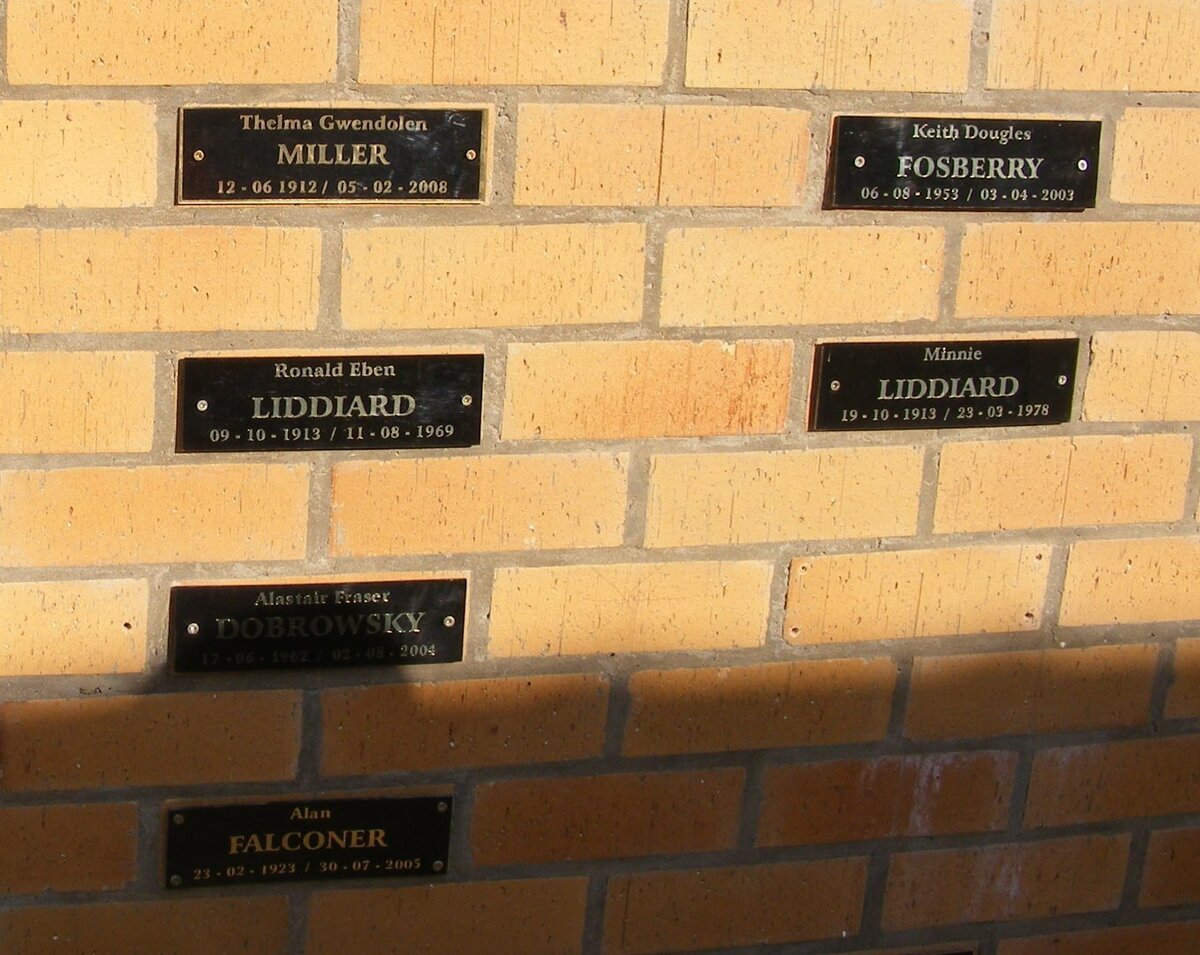 Thelma Gwendolen
MILLER
12 - 06 1912 / 05 - 02 - 2008
Keith Dougles
FOSBERRY
06 - 08 - 1953 / 03 - 04 - 2003
Ronald Eben
LIDDIARD
09 - 10 - 1913 / 11 - 08 - 1969
Minnie
LIDDIARD
19 - 10 - 1913 / 23 - 03 - 1978
Alastair Fraser
DOBROWSKY
17 - 06 - 1962 / 02 - 08 - 2004
Alan
FALCONER
23 - 02 - 1923 / 30 - 07 - 2005